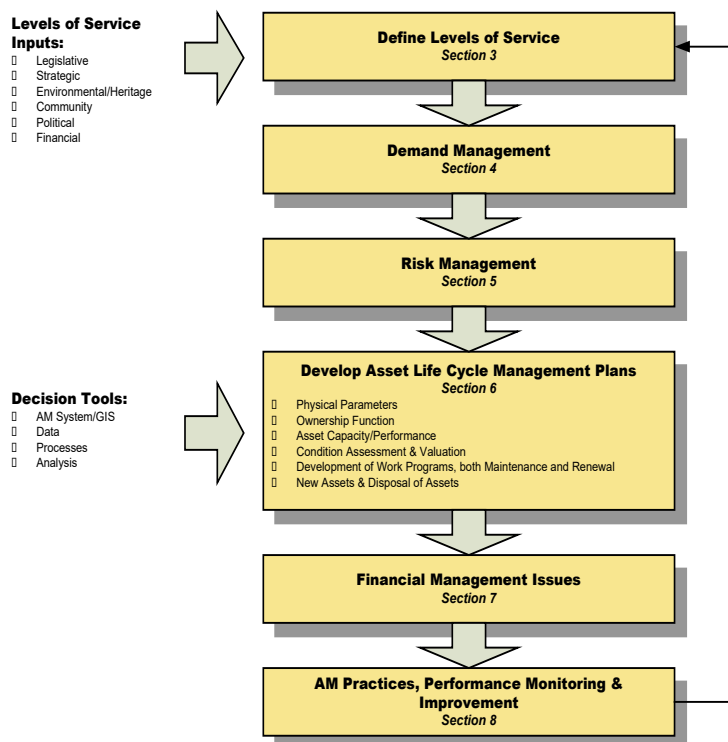 Levels of Service
Inputs:
▯ Legislative
▯ Strategic
▯ Environmental/Heritage
▯ Community
▯ Political
▯ Financial
Define Levels of Service
Section 3
Demand Management
Section 4
Risk Management
Section 5
Decision Tools:
▯ AM System/GIS
▯ Data
▯ Processes
▯ Analysis
Develop Asset Life Cycle Management Plans
Section 6
▯ Physical Parameters
▯ Ownership Function
▯ Asset Capacity/Performance
▯ Condition Assessment & Valuation
▯ Development of Work Programs, both Maintenance and Renewal
▯ New Assets & Disposal of Assets
Financial Management Issues
Section 7
AM Practices, Performance Monitoring &
Improvement
Section 8